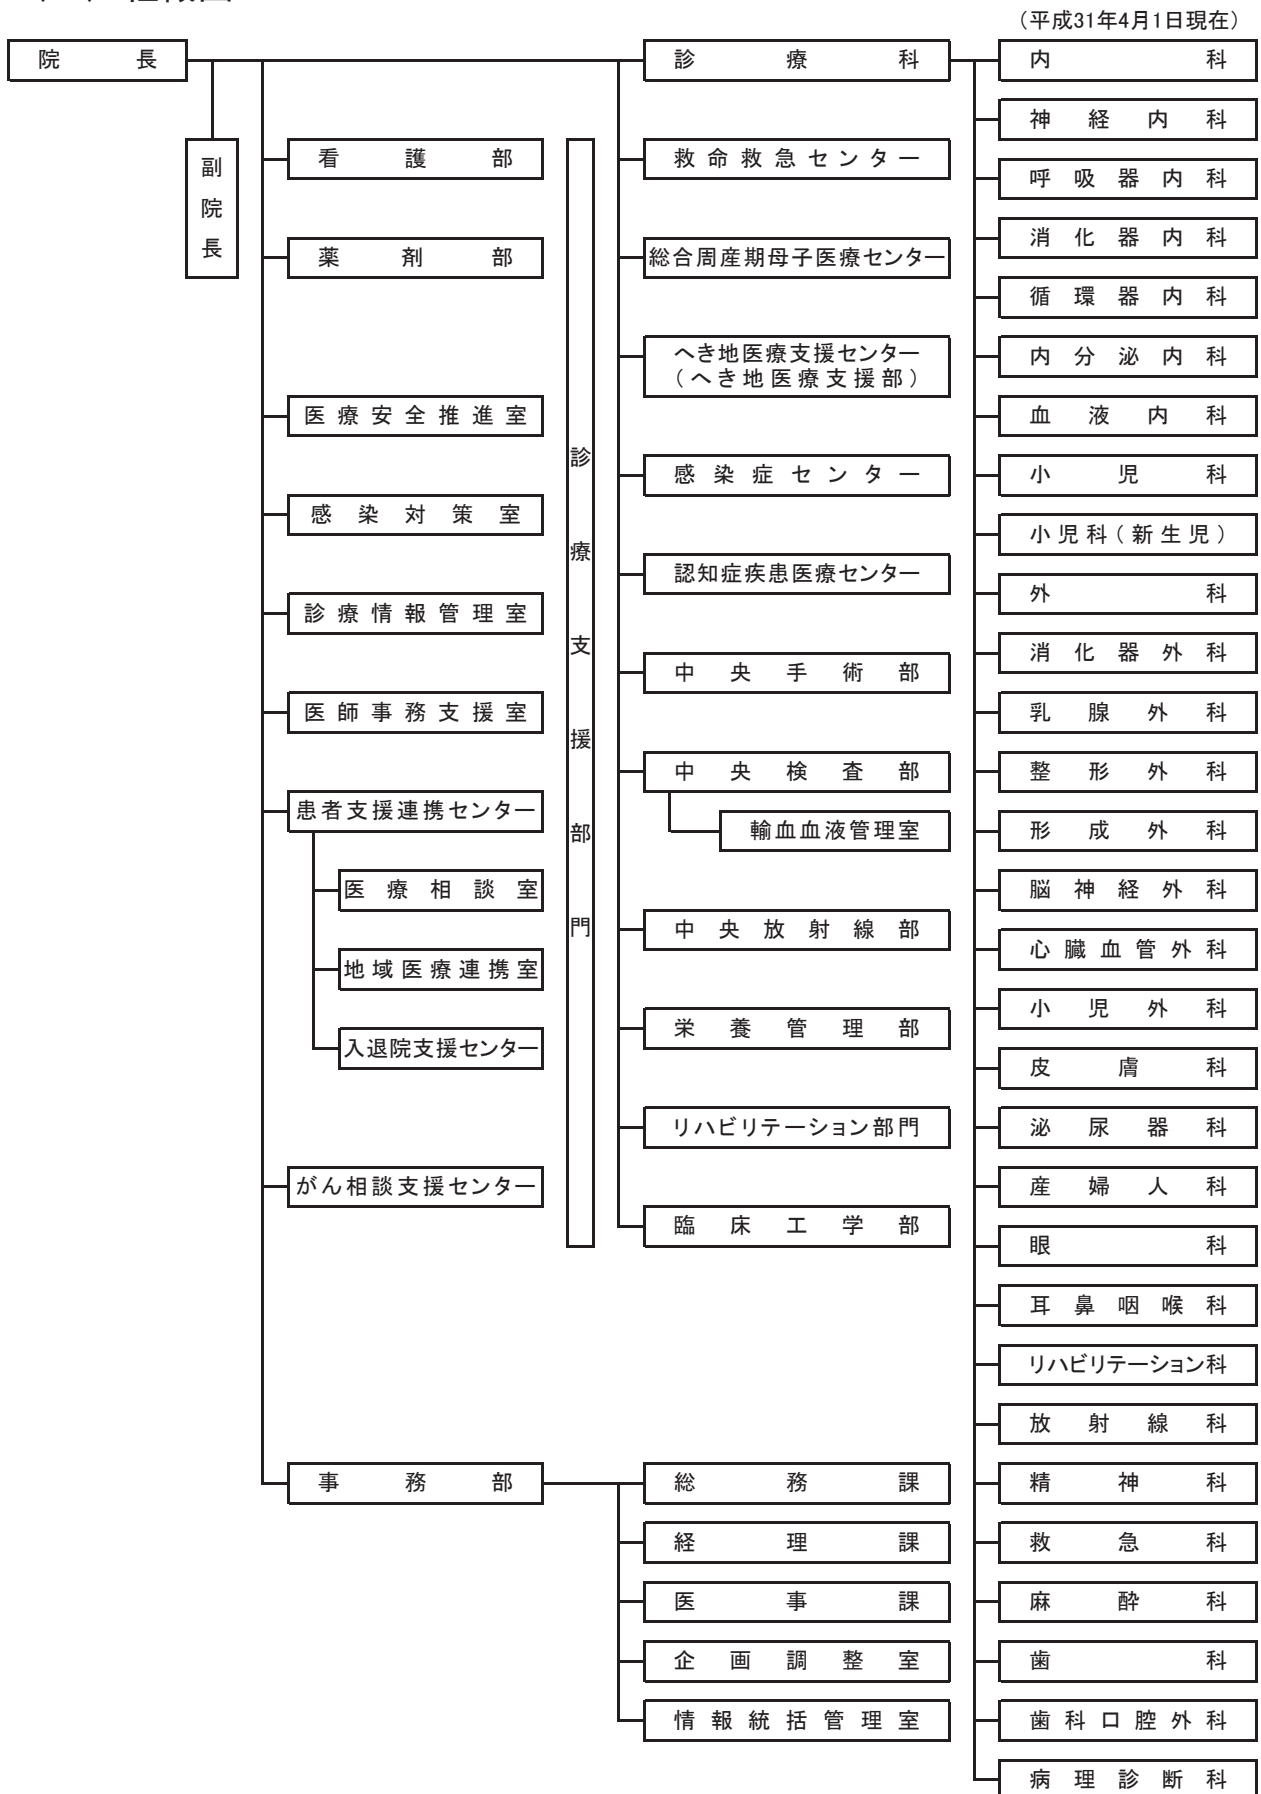 （平成31年4月1日現在）
院長
副院長
看護部
薬剤部
医療安全推進室
感染対策室
診療情報管理室
医師事務支援室
患者支援連携センター
医療相談室
地域医療連携室
入退院支援センター
がん相談支援センター
事務部
診療支援部門
診療科
救命救急センター
総合周産期母子医療センター
へき地医療支援センター
（へき地医療支援部）
感染症センター
認知症疾患医療センター
中央手術部
中央検査部
輸血血液管理室
中央放射線部
栄養管理部
リハビリテーション部門
臨床工学部
総務課
経理課
医事課
企画調整室
情報統括管理室
内科
神経内科
呼吸器内科
消化器内科
循環器内科
内分泌内科
血液内科
小児科
小児科（新生児）
外科
消化器外科
乳腺外科
整形外科
形成外科
脳神経外科
心臓血管外科
小児外科
皮膚科
泌尿器科
産婦人科
眼科
耳鼻咽喉科
リハビリテーション科
放射線科
精神科
救急科
麻酔科
歯科
歯科口腔外科
病理診断科